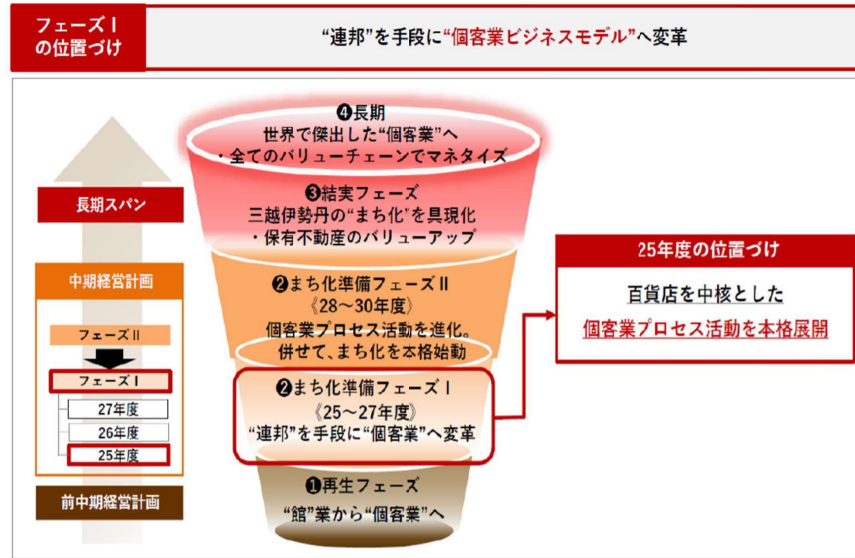 フェーズⅠ
の位置づけ
“連邦”を手段に“個客業ビジネスモデル”へ変革
❹長期
世界で傑出した“個客業”へ
・全てのバリューチェーンでマネタイズ
❸結実フェーズ
三越伊勢丹の“まち化”を具現化
・保有不動産のバリューアップ
❷まち化準備フェーズⅡ
《28～30年度》
個客業プロセス活動を進化。
併せて、まち化を本格始動
❷まち化準備フェーズⅠ
《25～27年度》
“連邦”を手段に“個客業”へ変革
❶再生フェーズ
“館”業から“個客業”へ
長期スパン
中期経営計画
フェーズⅡ
フェーズⅠ
27年度
26年度
25年度
前中期経営計画
25年度の位置づけ
百貨店を中核とした
個客業プロセス活動を本格展開